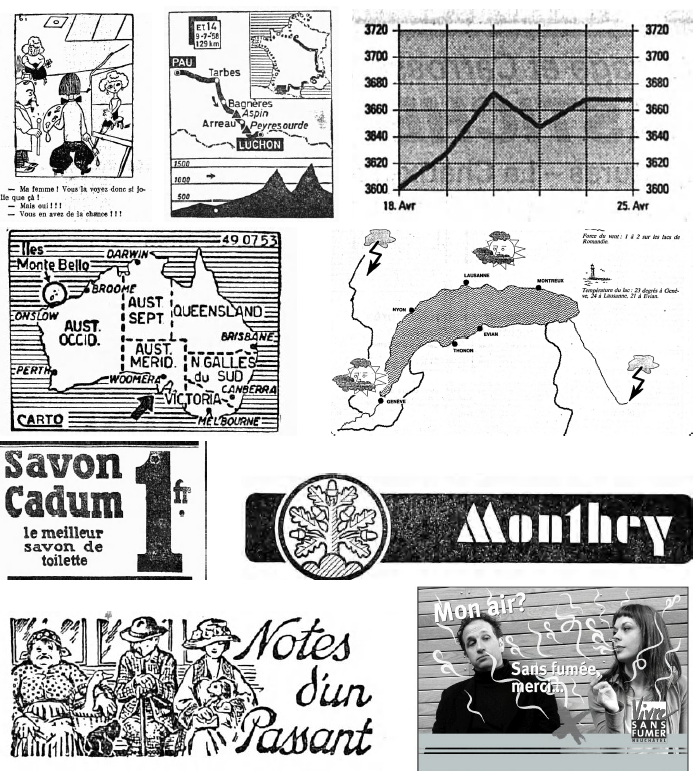 6.
— Ma femme ! Vous la voyez donc si jo-
lie que ça !
— Mais oui ! ! !
— Vous en avez de la chance ! ! !
ET 14
9-7-58
129 km
PAU
Tarbes
Bagnères
Aspin
Arreau
Peyresourde
LUCHON
1500
1000
500
3720 3720
3700 3700
3680 3680
3660 3660
3640 3640
3620 3620
3600 3600
18. Avr 25. Avr
49 07 53
Iles
Monte Bello
DARWIN
BROOME
ONSLOW
AUST.
OCCID.
AUST.
SEPT.
QUEENSLAND
BRISBANE
AUST.
MERID.
N GALLES
du SUD
PERTH
WOOMERA
CANBERRA
VICTORIA
MELBOURNE
CARTO
Force du vent : 1 à 2 sur les lacs de
Romandie.
Température du lac : 23 degrés à Genè-
ve, 24 à Lausanne, 21 à Evian.
LAUSANNE
MONTREUX
NYON
EVIAN
THONON
GENÈVE
Savon
Cadum
1 fr.
le meilleur
savon de
toilette
Monthey
Notes
d'un
Passant
Mon air?
Sans fumée,
merci...
Vivre
SANS
FUMER